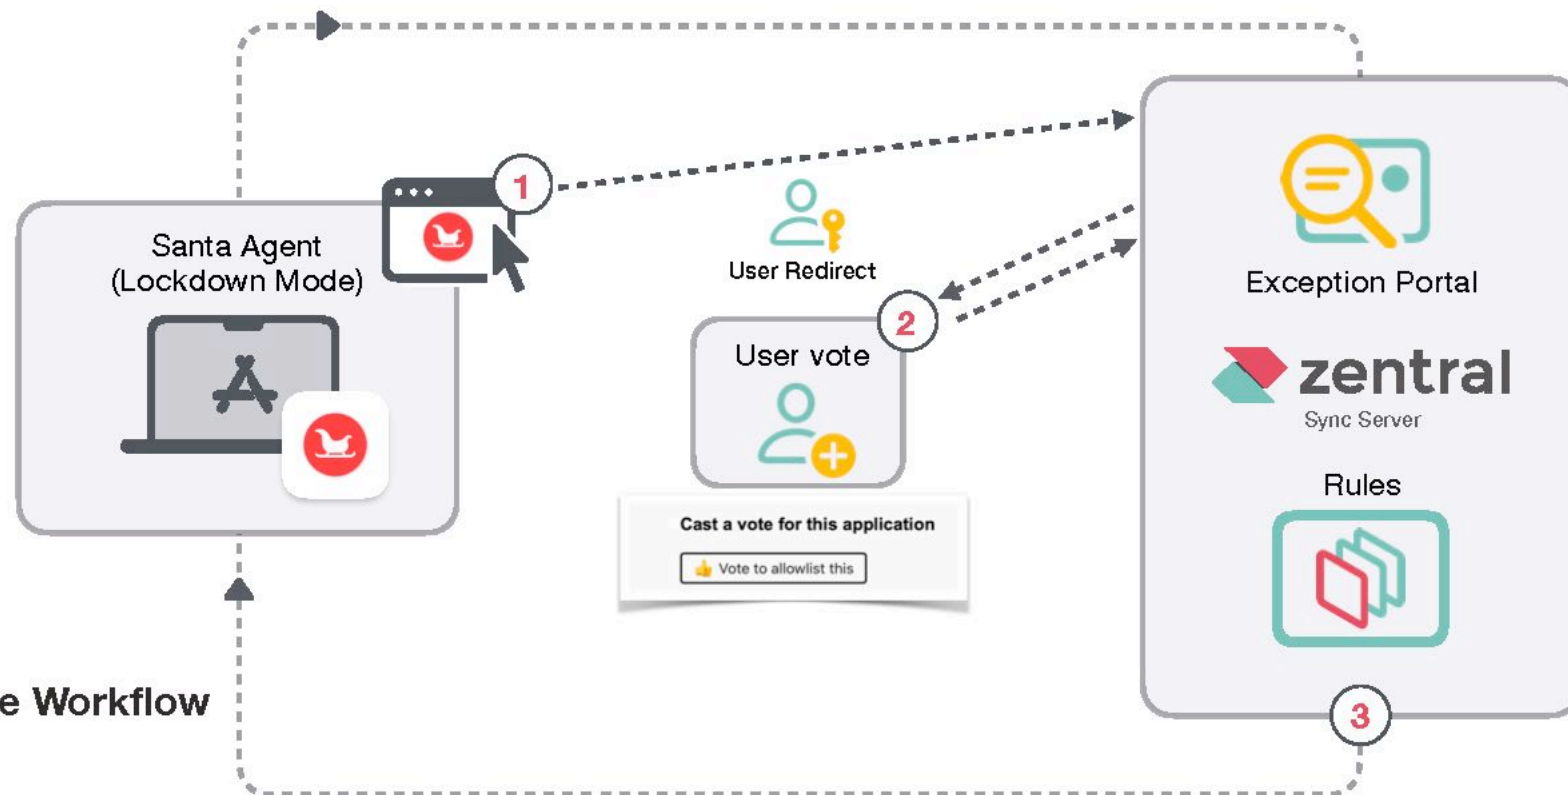 1
Santa Agent
(Lockdown Mode)
User Redirect
2
User vote
Cast a vote for this application
👍 Vote to allowlist this
Exception Portal
zentral
Sync Server
Rules
3
e Workflow